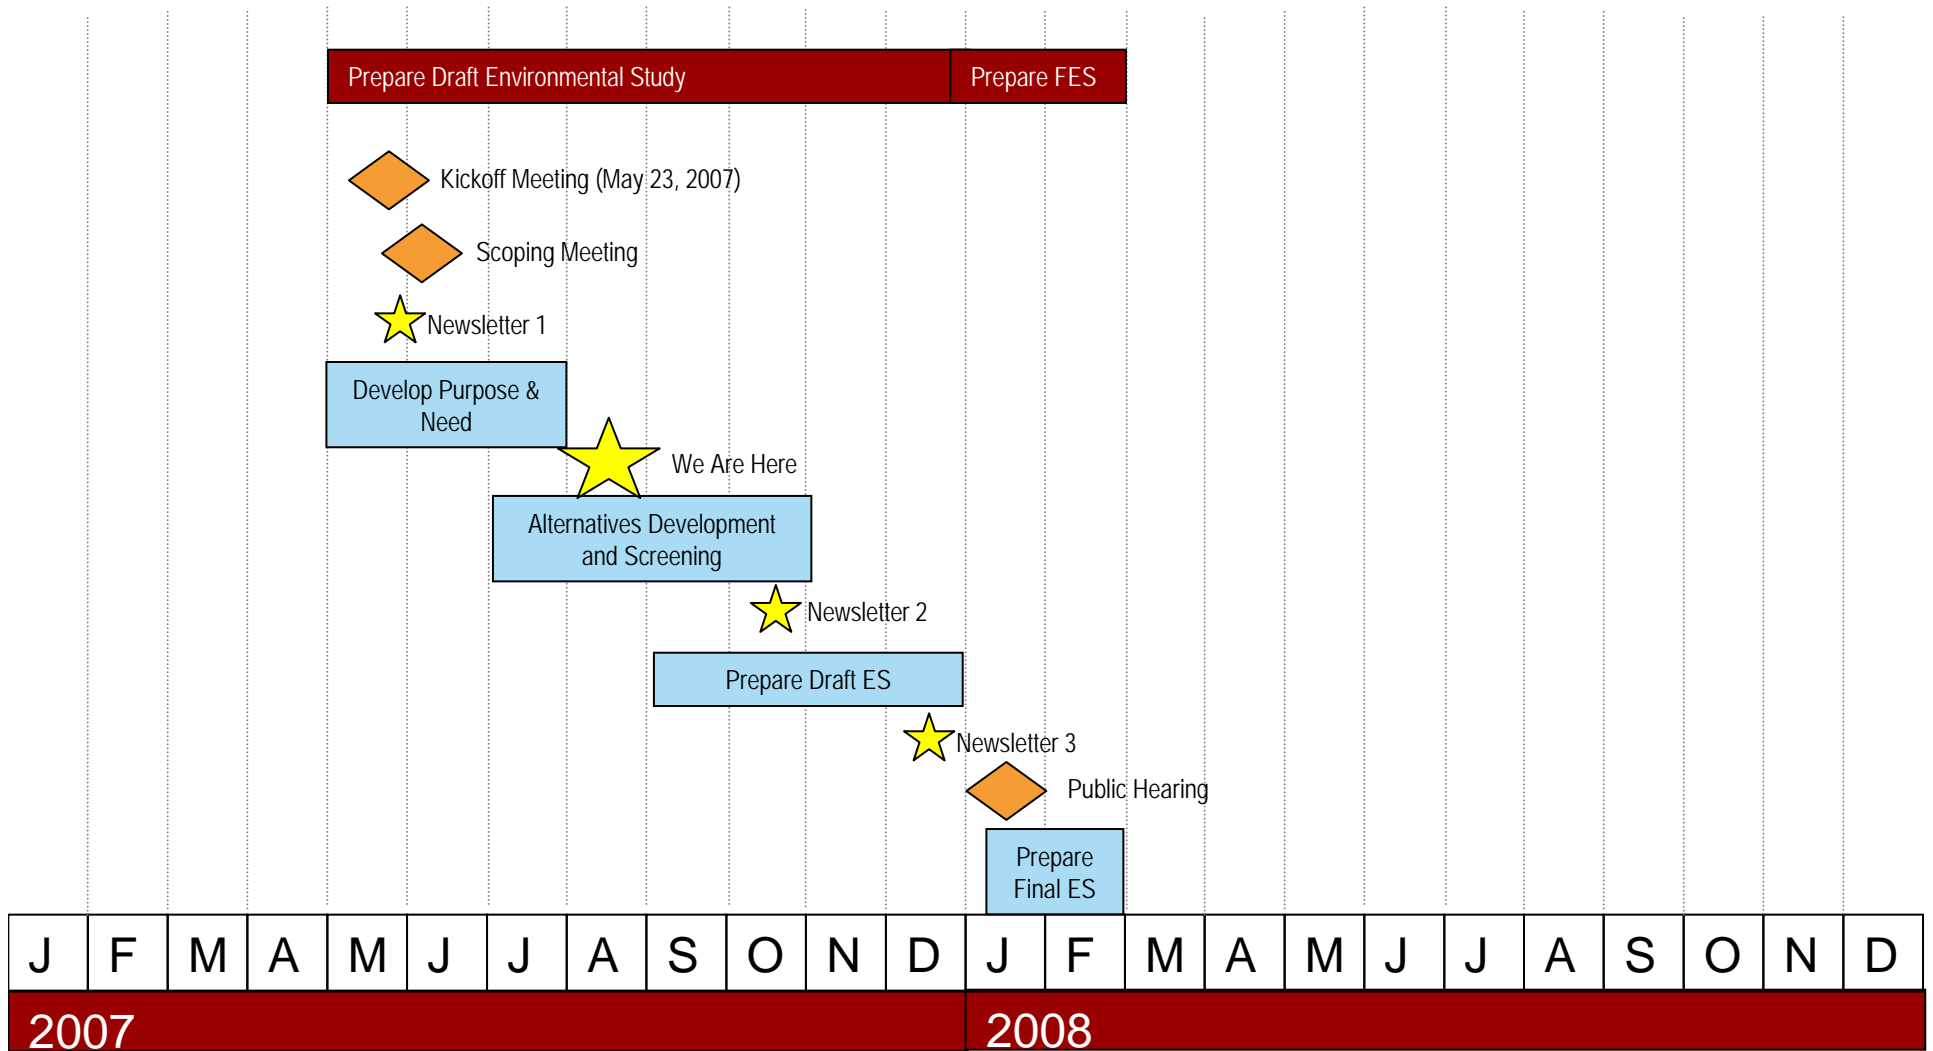 Prepare Draft Environmental Study
Prepare FES
Kickoff Meeting (May 23, 2007)
Scoping Meeting
Newsletter 1
Develop Purpose &
Need
We Are Here
Alternatives Development
and Screening
Newsletter 2
Prepare Draft ES
Newsletter 3
Public Hearing
Prepare
Final ES
J F M A M J J A S O N D J F M A M J J A S O N D
2007 2008